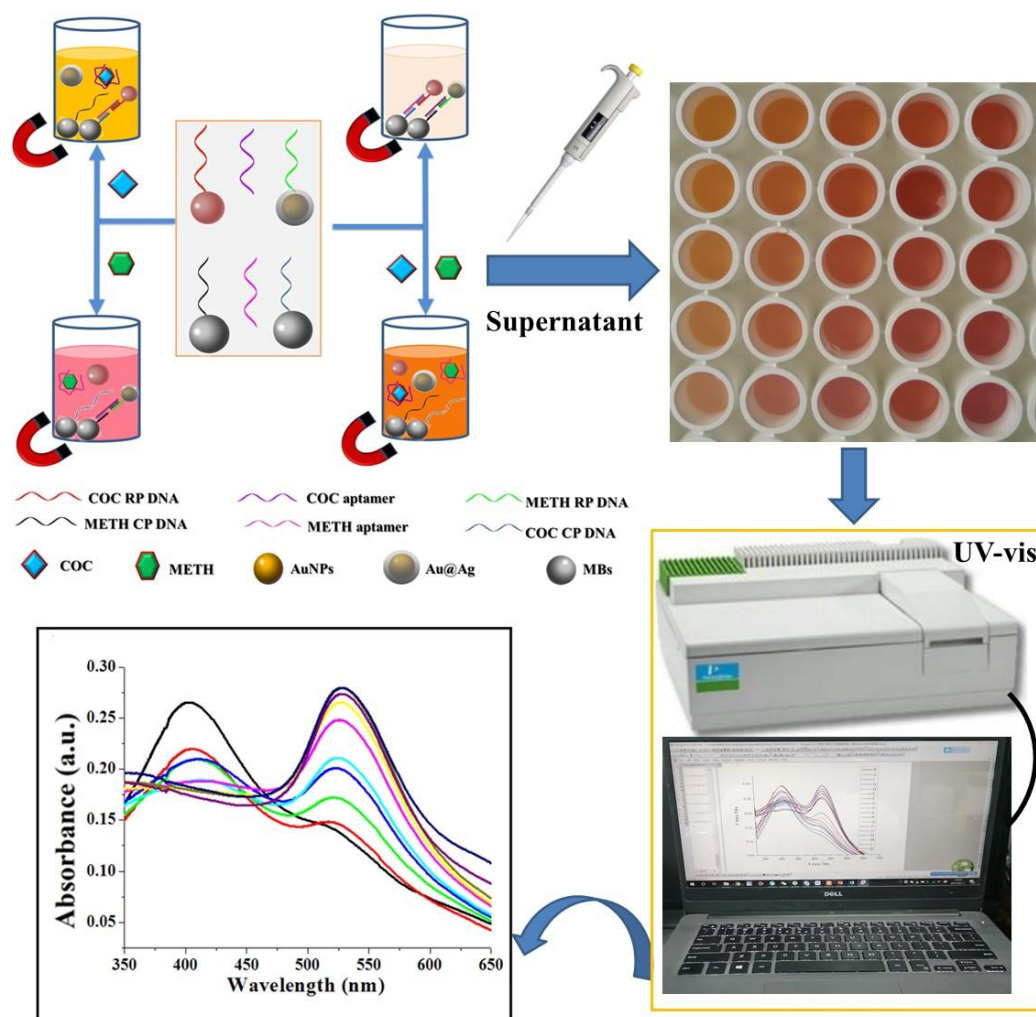 Supernatant
COC RP DNA
COC aptamer
METH RP DNA
METH CP DNA
METH aptamer
COC CP DNA
COC
METH
AuNPs
Au@Ag
MBs
UV-vis
DELL
Absorbance (a.u.)
0.30
0.25
0.20
0.15
0.10
0.05
350
400
450
500
550
600
650
Wavelength (nm)